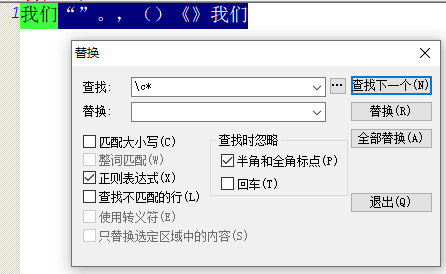 1我们“”。，（）《》我们
替换
查找：
\c*
...
查找下一个(N)
替换：
替换(R)
全部替换(A)
匹配大小写(C)
整词匹配(W)
正则表达式(X)
查找不匹配的行(L)
使用转义符(E)
只替换选定区域中的内容(S)
查找时忽略
半角和全角标点(P)
回车(T)
退出(Q)